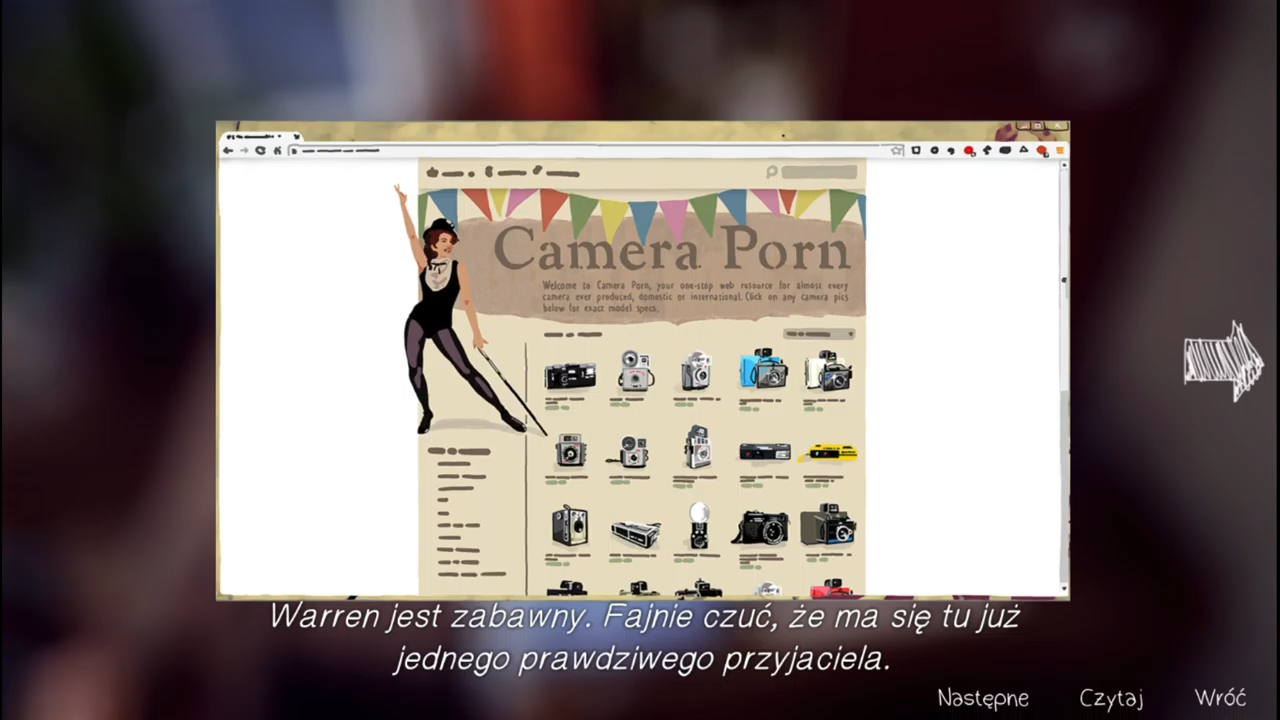 Camera Porn
Welcome to Camera Porn, your one-stop web resource for almost every
camera ever produced, domestic or international. Click on any camera pics
below for exact model specs.
Warren jest zabawny. Fajnie czuć, że ma się tu już
jednego prawdziwego przyjaciela.
Następne Czytaj Wróć